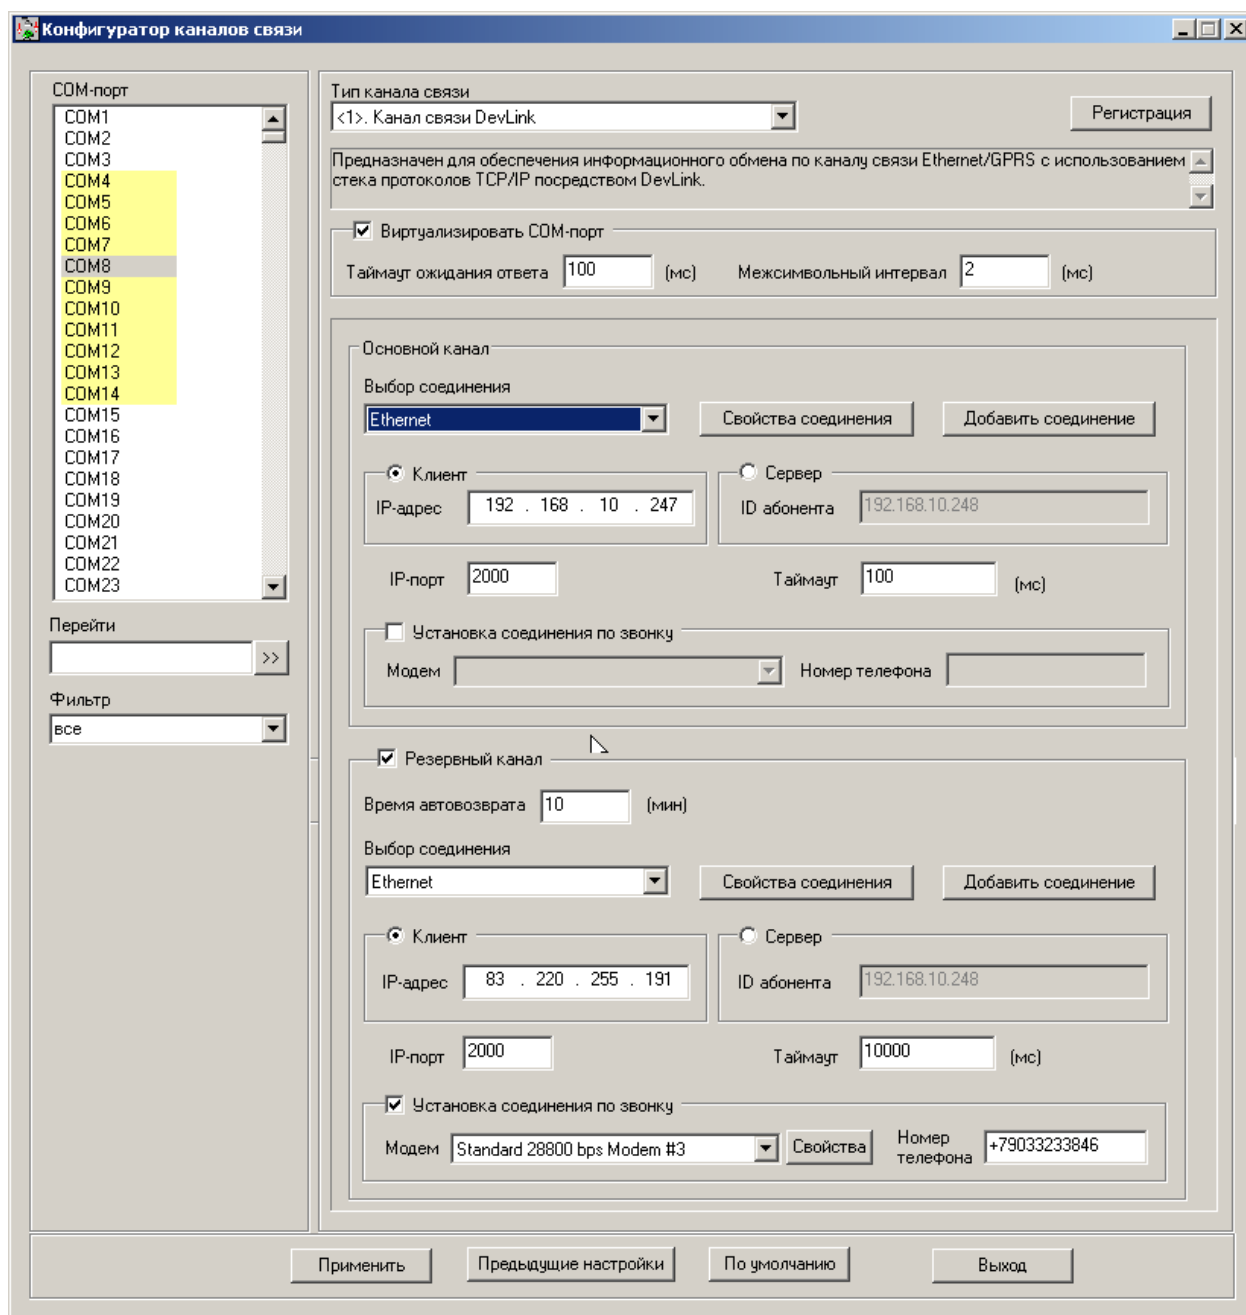 Конфигуратор каналов связи
COM-порт
COM1
COM2
COM3
COM4
COM5
COM6
COM7
COM8
COM9
COM10
COM11
COM12
COM13
COM14
COM15
COM16
COM17
COM18
COM19
COM20
COM21
COM22
COM23
Перейти
>>
Фильтр
все
Тип канала связи
<1>. Канал связи DevLink
Регистрация
Предназначен для обеспечения информационного обмена по каналу связи Ethernet/GPRS с использованием
стека протоколов TCP/IP посредством DevLink.
Виртуализировать COM-порт
Таймаут ожидания ответа 100 (мс) Межсимвольный интервал 2 (мс)
Основной канал
Выбор соединения
Ethernet Свойства соединения Добавить соединение
Клиент Сервер
IP-адрес 192 . 168 . 10 . 247 ID абонента 192.168.10.248
IP-порт 2000 Таймаут 100 (мс)
Установка соединения по звонку
Модем Номер телефона
Резервный канал
Время автовозврата 10 (мин)
Выбор соединения
Ethernet Свойства соединения Добавить соединение
Клиент Сервер
IP-адрес 83 . 220 . 255 . 191 ID абонента 192.168.10.248
IP-порт 2000 Таймаут 10000 (мс)
Установка соединения по звонку
Модем Standard 28800 bps Modem #3 Свойства Номер телефона +79033233846
Применить Предыдущие настройки По умолчанию Выход